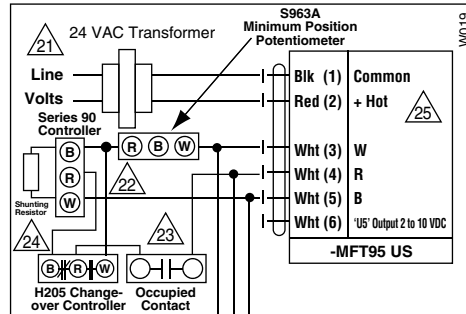 S963A
Minimum Position
Potentiometer
24 VAC Transformer
21
W019
Line
Volts
Blk (1) Common
Red (2) + Hot
25
Series 90
Controller
B
R
W
R B W
22
Wht (3) W
Wht (4) R
Wht (5) B
Wht (6) 'U5' Output 2 to 10 VDC
-MFT95 US
Shunting
Resistor
24
23
B R W
H205 Change-
over Controller
Occupied
Contact